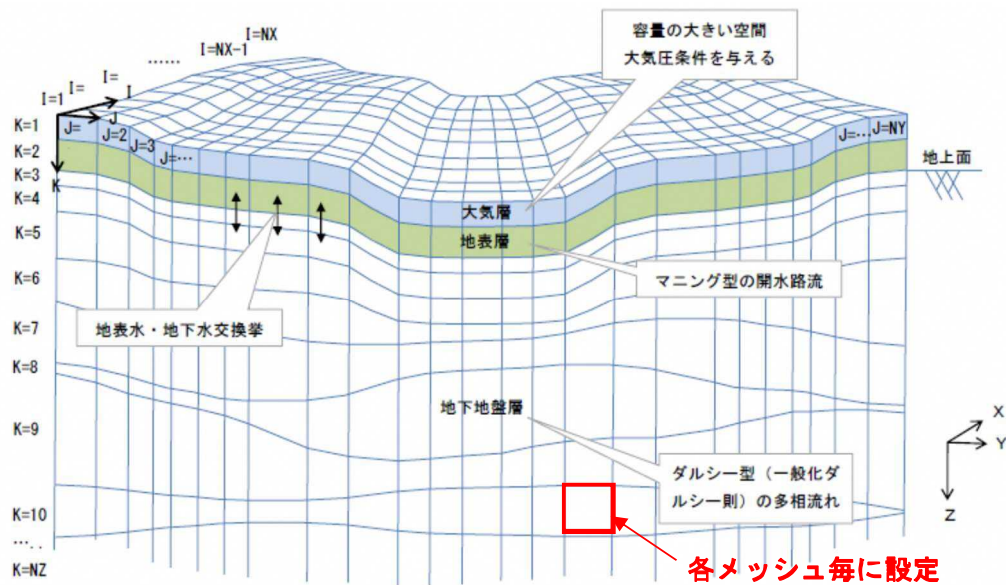 I=NX
I=NX-1
……
I=
I=
I=1
I
J
K
K=1
K=2
K=3
K=4
K=5
K=6
K=7
K=8
K=9
K=10
…..
K=NZ
J=
J=2
J=3
J=…
J=…
J=NY
容量の大きい空間
大気圧条件を与える
地上面
大気層
地表層
マニング型の開水路流
地表水・地下水交換挙
地下地盤層
ダルシー型（一般化ダ
ルシー則）の多相流れ
X
Y
Z
各メッシュ毎に設定